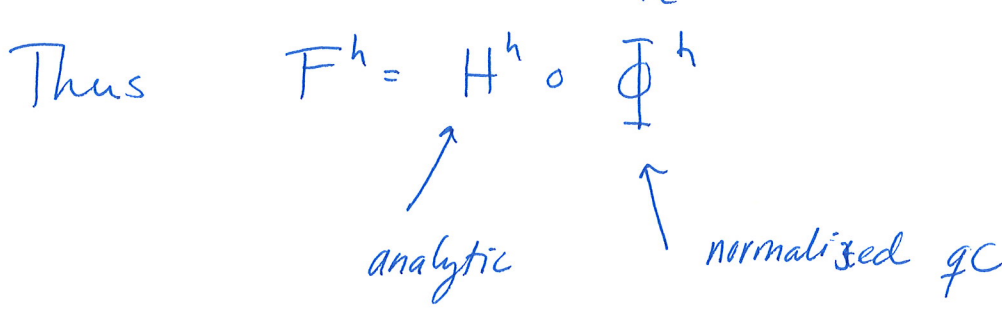 Thus F^h = H^h ∘ Φ^h
analytic normalized qc